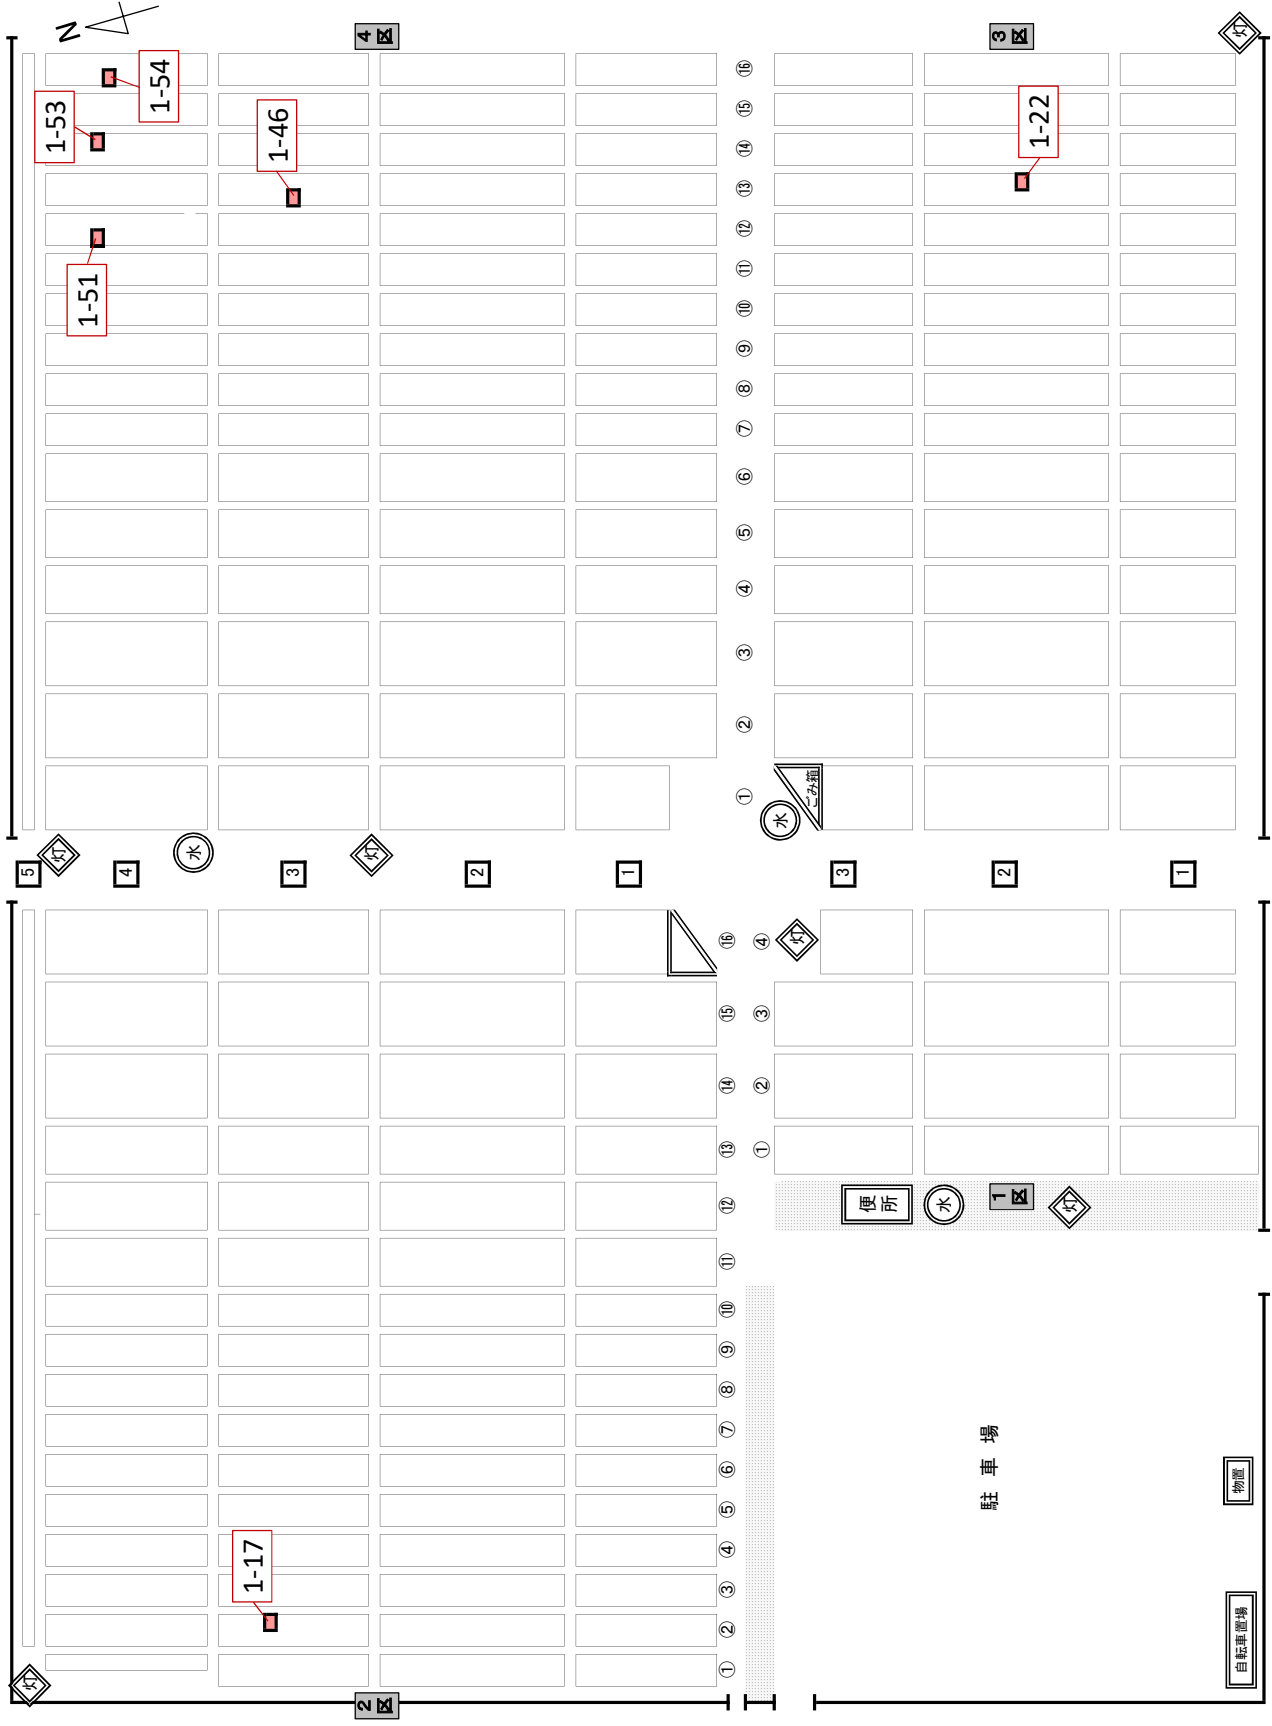 N
4区
3区
灯
1-54
1-53
1-46
1-51
1-22
⑯
⑮
⑭
⑬
⑫
⑪
⑩
⑨
⑧
⑦
⑥
⑤
④
③
②
①
水
ごみ箱
灯
水
灯
5
4
3
2
1
3
2
1
灯
⑯
⑮
⑭
⑬
⑫
⑪
⑩
⑨
⑧
⑦
⑥
⑤
④
③
②
①
④
③
②
①
便所
水
1区
灯
駐車場
物置
自転車置場
1-17
灯
2区